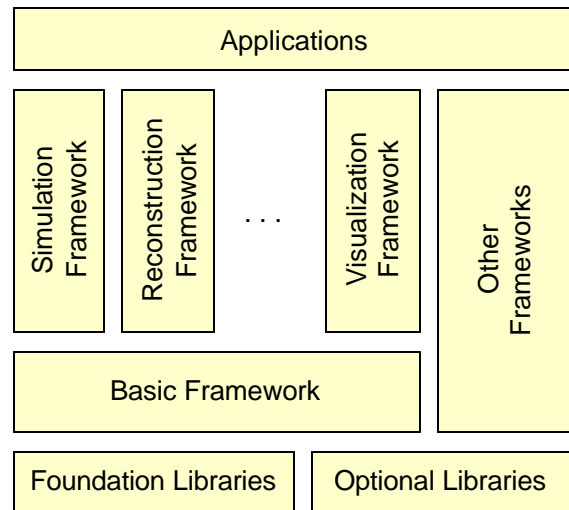 Applications
Simulation
Framework
Reconstruction
Framework
. . .
Visualization
Framework
Other
Frameworks
Basic Framework
Foundation Libraries
Optional Libraries